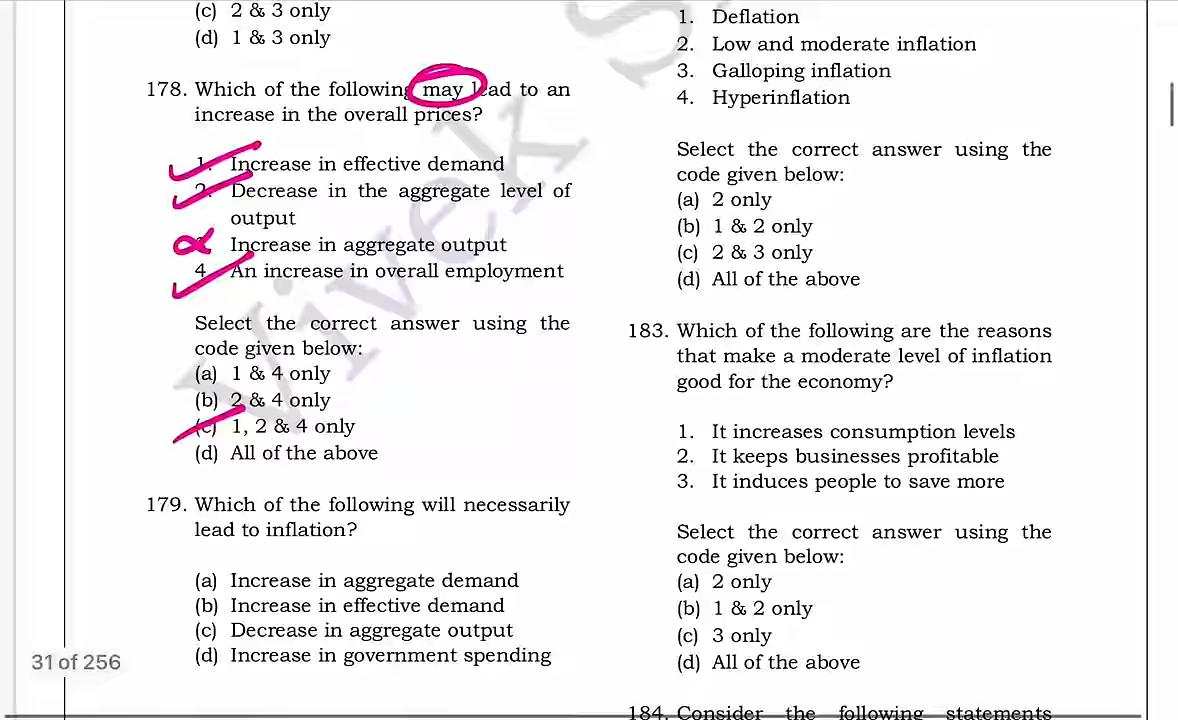 (c) 2 & 3 only
(d) 1 & 3 only
178. Which of the following may lead to an
increase in the overall prices?
1. Increase in effective demand
2. Decrease in the aggregate level of
output
Increase in aggregate output
4. An increase in overall employment
Select the correct answer using the
code given below:
(a) 1 & 4 only
(b) 2 & 4 only
(c) 1, 2 & 4 only
(d) All of the above
179. Which of the following will necessarily
lead to inflation?
(a) Increase in aggregate demand
(b) Increase in effective demand
(c) Decrease in aggregate output
(d) Increase in government spending
31 of 256
1. Deflation
2. Low and moderate inflation
3. Galloping inflation
4. Hyperinflation
Select the correct answer using the
code given below:
(a) 2 only
(b) 1 & 2 only
(c) 2 & 3 only
(d) All of the above
183. Which of the following are the reasons
that make a moderate level of inflation
good for the economy?
1. It increases consumption levels
2. It keeps businesses profitable
3. It induces people to save more
Select the correct answer using the
code given below:
(a) 2 only
(b) 1 & 2 only
(c) 3 only
(d) All of the above
184. Consider the following statements
Vivek S